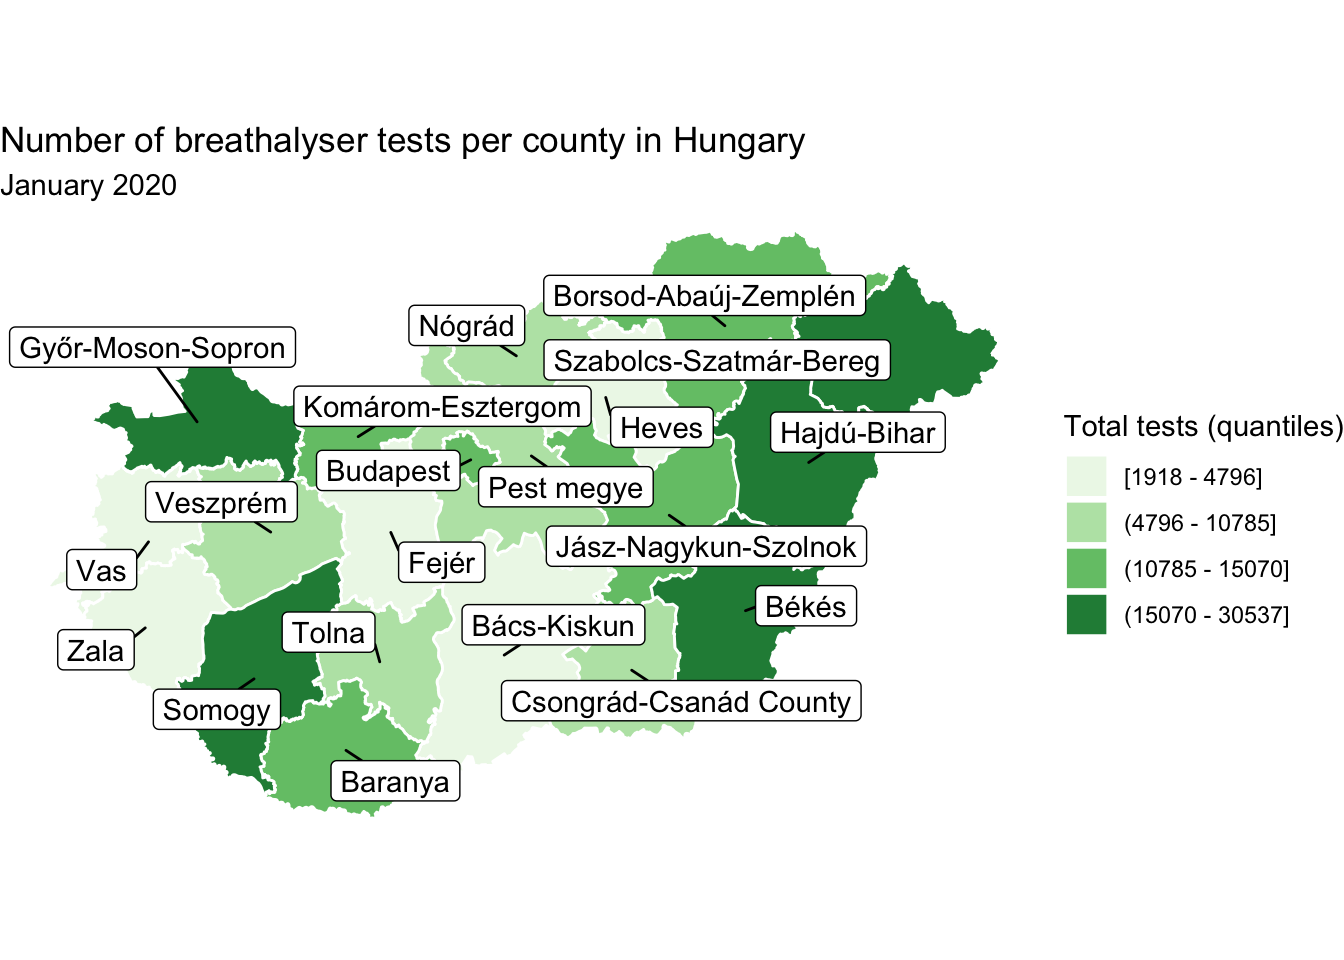 Number of breathalyser tests per county in Hungary
January 2020
Borsod-Abaúj-Zemplén
Nógrád
Győr-Moson-Sopron
Szabolcs-Szatmár-Bereg
Komárom-Esztergom
Heves
Hajdú-Bihar
Budapest
Pest megye
Veszprém
Jász-Nagykun-Szolnok
Fejér
Vas
Békés
Bács-Kiskun
Tolna
Zala
Csongrád-Csanád County
Somogy
Baranya
Total tests (quantiles)
[1918 - 4796]
(4796 - 10785]
(10785 - 15070]
(15070 - 30537]